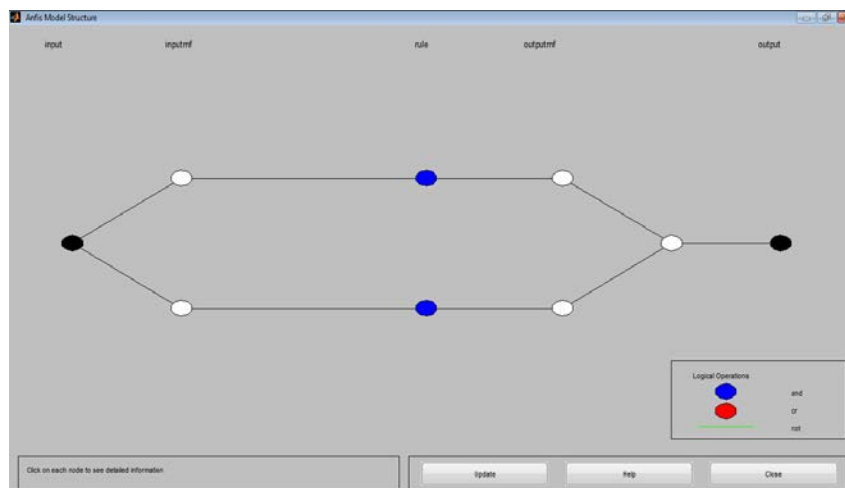 Anfis Model Structure
input inputmf rule outputmf output
Logical Operations
and
or
not
Click on each node to see detailed information
Update Help Close